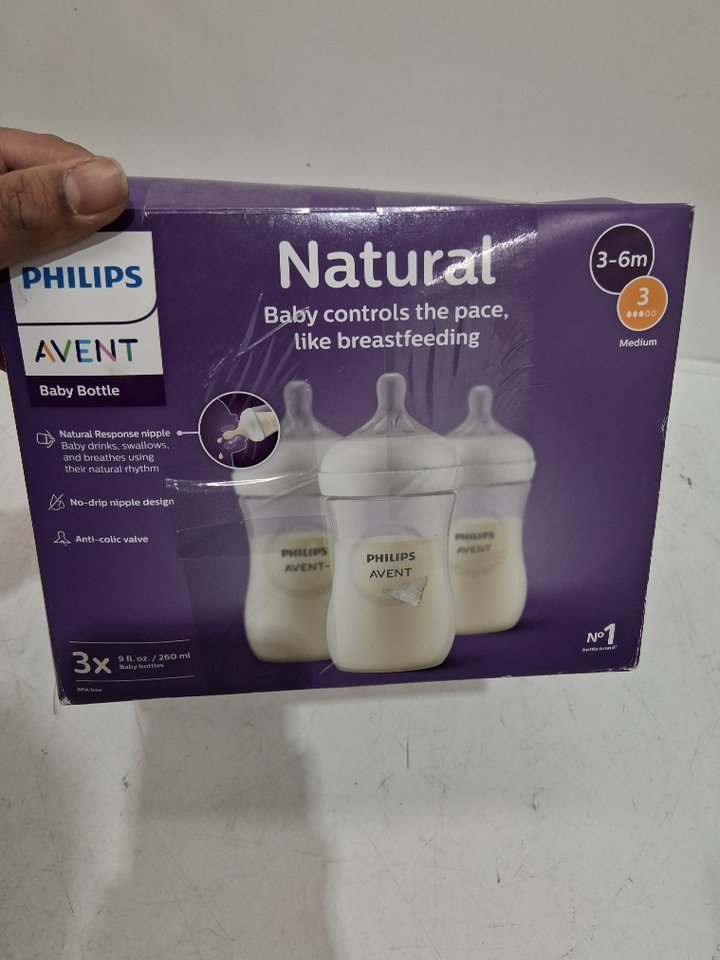 PHILIPS
AVENT
Baby Bottle
Natural
Baby controls the pace,
like breastfeeding
3-6m
3
Medium
Natural Response nipple
Baby drinks, swallows,
and breathes using
their natural rhythm
No-drip nipple design
Anti-colic valve
PHILIPS
AVENT
PHILIPS
AVENT
PHILIPS
AVENT
3x
9 fl. oz. / 260 ml
Baby bottles
BPA free
Nº1
bottle brand*